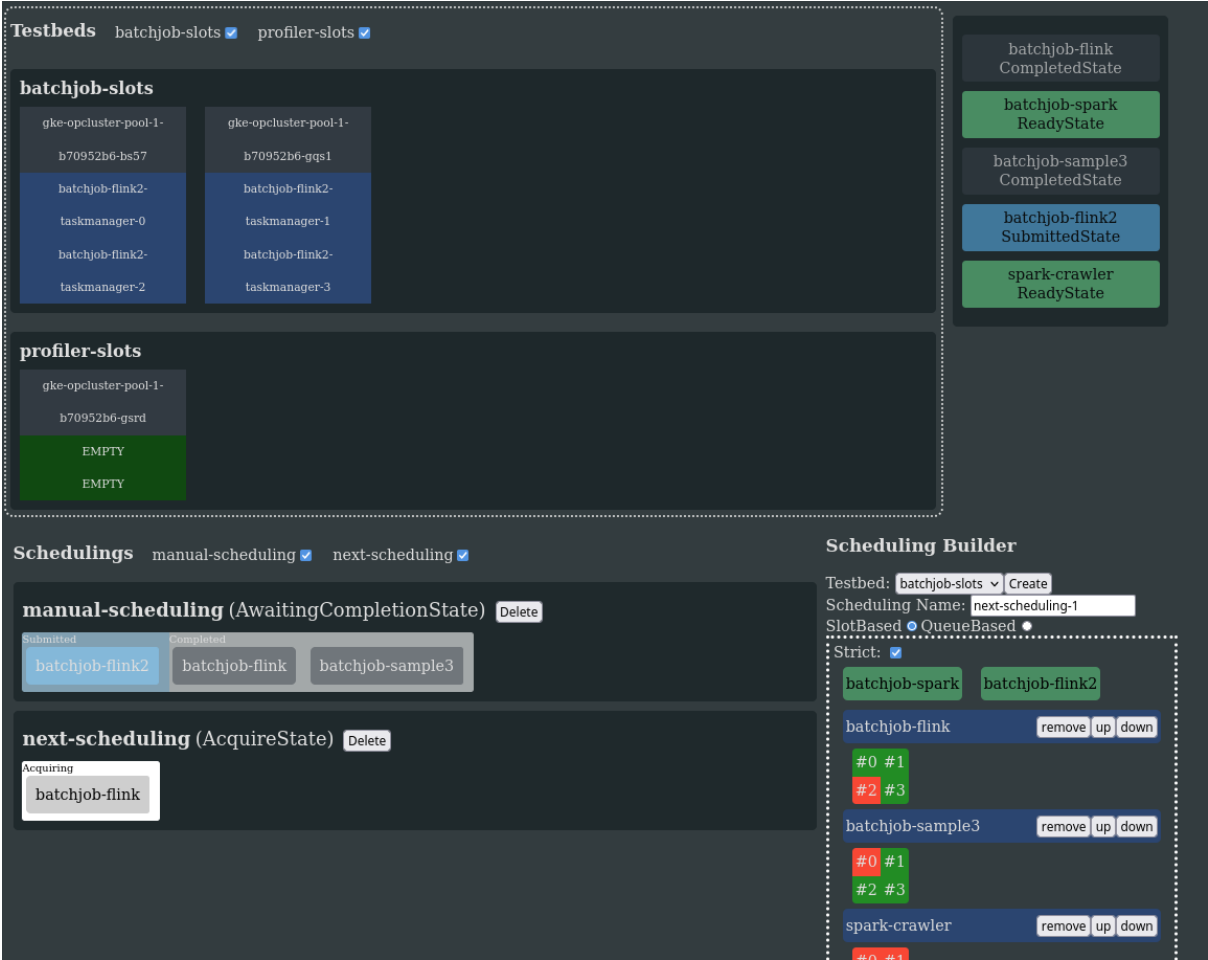 Testbeds batchjob-slots profiler-slots
batchjob-slots
gke-opcluster-pool-1-
b70952b6-bs57
batchjob-flink2-
taskmanager-0
batchjob-flink2-
taskmanager-2
gke-opcluster-pool-1-
b70952b6-gqs1
batchjob-flink2-
taskmanager-1
batchjob-flink2-
taskmanager-3
profiler-slots
gke-opcluster-pool-1-
b70952b6-gsrd
EMPTY
EMPTY
batchjob-flink
CompletedState
batchjob-spark
ReadyState
batchjob-sample3
CompletedState
batchjob-flink2
SubmittedState
spark-crawler
ReadyState
Schedulings manual-scheduling next-scheduling
manual-scheduling (AwaitingCompletionState) Delete
Submitted Completed
batchjob-flink2 batchjob-flink batchjob-sample3
next-scheduling (AcquireState) Delete
Acquiring
batchjob-flink
Scheduling Builder
Testbed: batchjob-slots Create
Scheduling Name: next-scheduling-1
SlotBased QueueBased
Strict:
batchjob-spark batchjob-flink2
batchjob-flink remove up down
#0 #1
#2 #3
batchjob-sample3 remove up down
#0 #1
#2 #3
spark-crawler remove up down
#0 #1